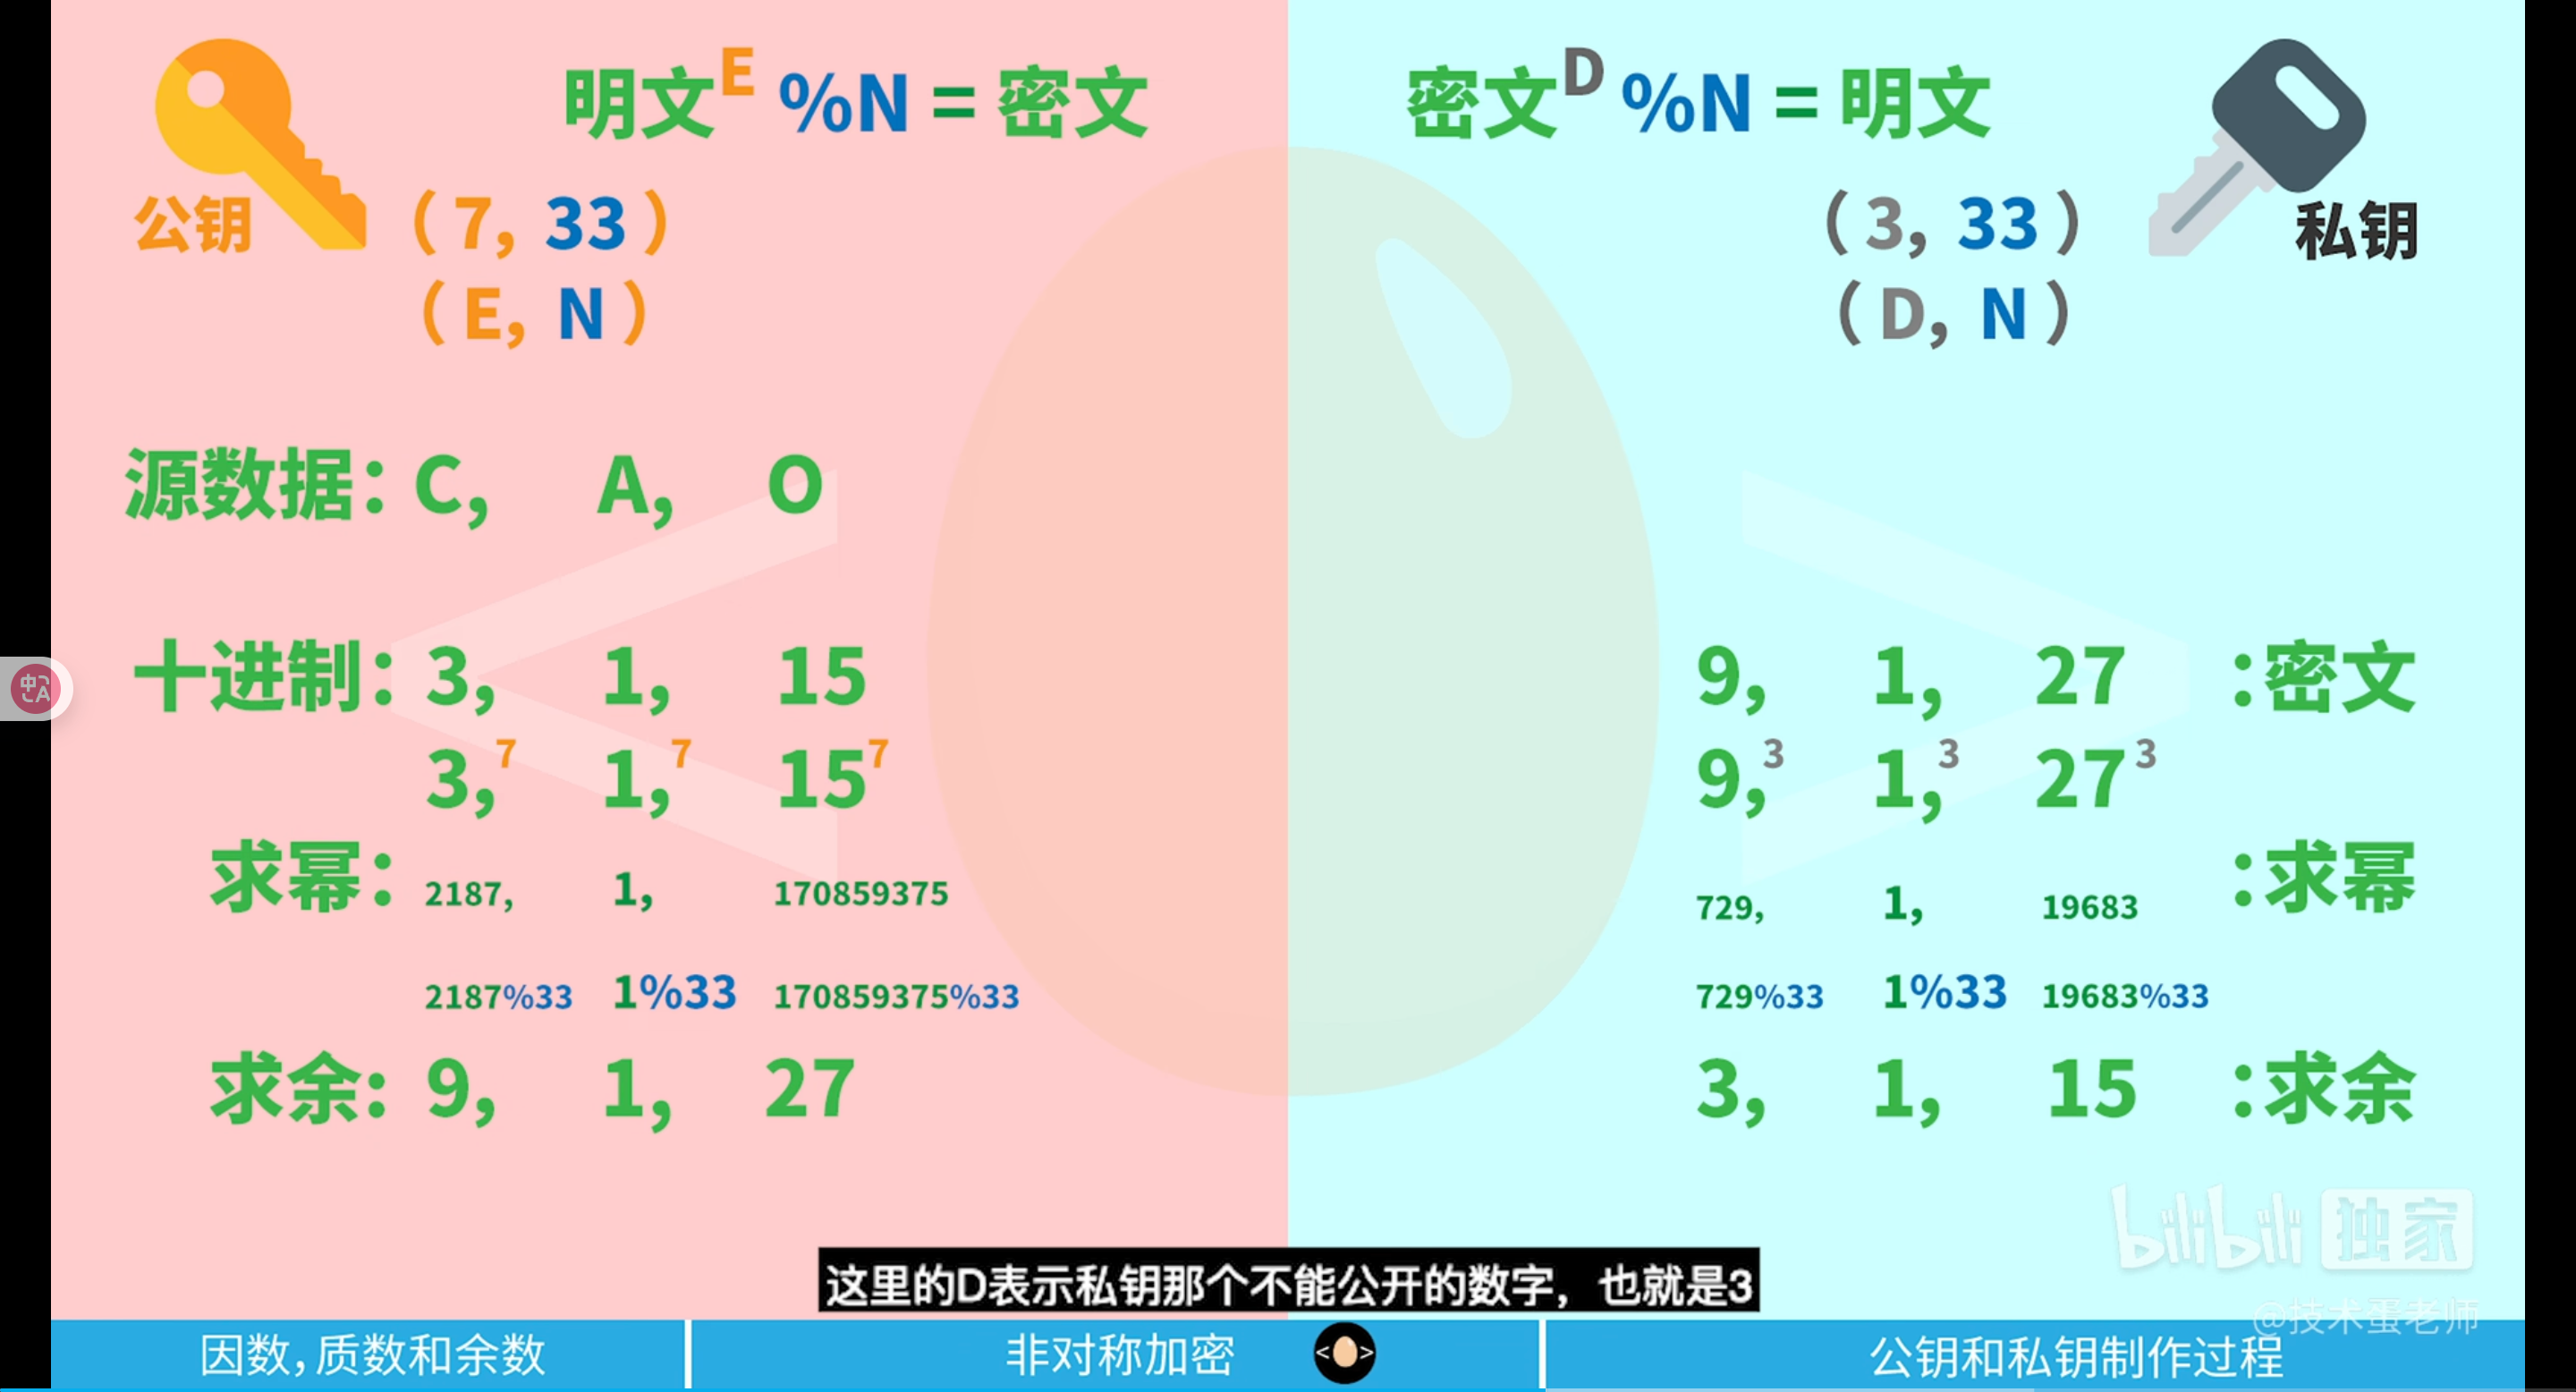 明文E %N = 密文
公钥
( 7, 33 )
( E, N )
源数据: C, A, O
十进制: 3, 1, 15
3,7 1,7 157
求幂: 2187, 1, 170859375
2187%33 1%33 170859375%33
求余: 9, 1, 27
密文D %N = 明文
( 3, 33 )
私钥
( D, N )
9, 1, 27 :密文
9,3 1,3 273
729, 1, 19683 :求幂
729%33 1%33 19683%33
3, 1, 15 :求余
中A
bilibili 独家
@技术蛋老师
这里的D表示私钥那个不能公开的数字，也就是3
因数,质数和余数
非对称加密
< >
公钥和私钥制作过程